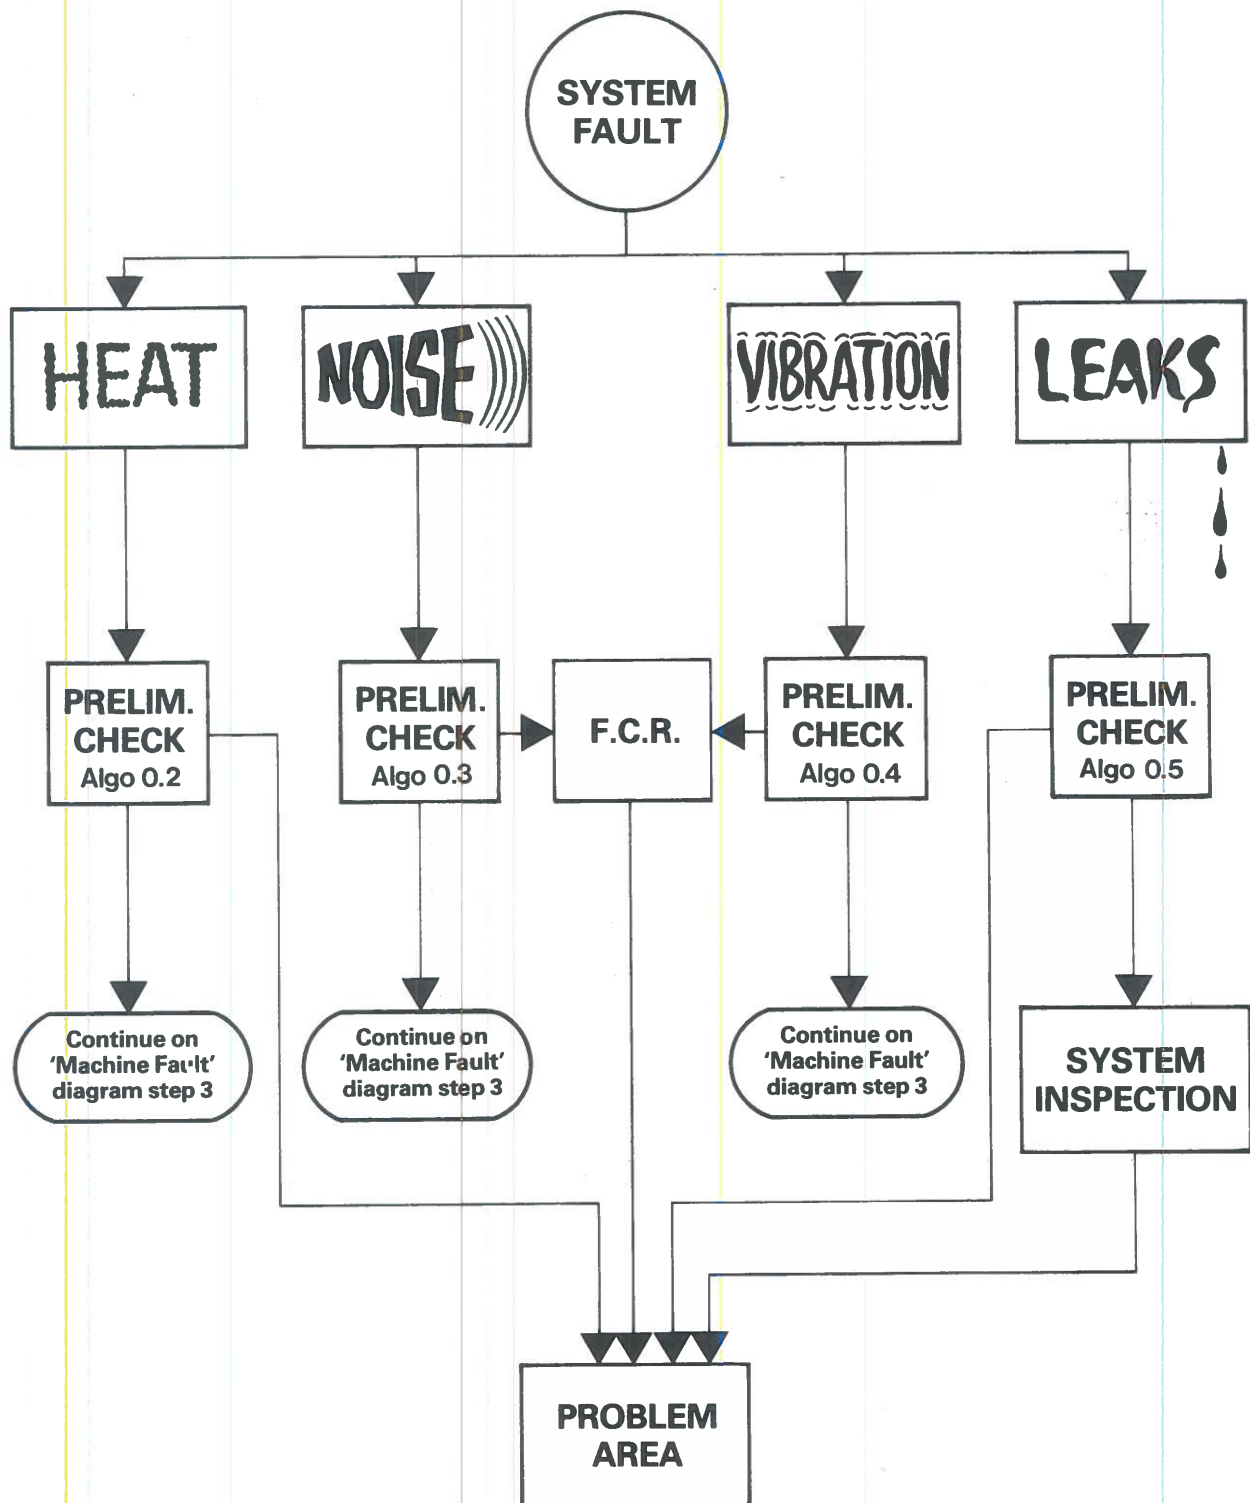 SYSTEM
FAULT
HEAT
NOISE
VIBRATION
LEAKS
PRELIM.
CHECK
Algo 0.2
PRELIM.
CHECK
Algo 0.3
F.C.R.
PRELIM.
CHECK
Algo 0.4
PRELIM.
CHECK
Algo 0.5
Continue on
'Machine Fault'
diagram step 3
Continue on
'Machine Fault'
diagram step 3
Continue on
'Machine Fault'
diagram step 3
SYSTEM
INSPECTION
PROBLEM
AREA